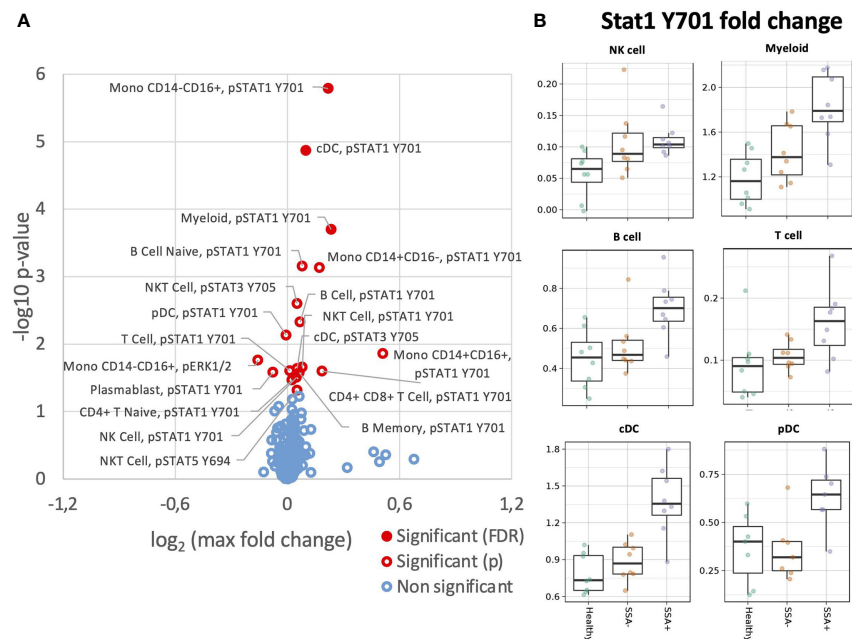 A
B
Stat1 Y701 fold change
6
5
4
3
2
1
0
-log10 p-value
-1,2
-0,6
0
0,6
1,2
log2 (max fold change)
Mono CD14-CD16+, pSTAT1 Y701
cDC, pSTAT1 Y701
Myeloid, pSTAT1 Y701
B Cell Naive, pSTAT1 Y701
Mono CD14+CD16-, pSTAT1 Y701
NKT Cell, pSTAT3 Y705
B Cell, pSTAT1 Y701
pDC, pSTAT1 Y701
NKT Cell, pSTAT1 Y701
T Cell, pSTAT1 Y701
cDC, pSTAT3 Y705
Mono CD14-CD16+, pERK1/2
Mono CD14+CD16+,
pSTAT1 Y701
Plasmablast, pSTAT1 Y701
CD4+ CD8+ T Cell, pSTAT1 Y701
CD4+ T Naive, pSTAT1 Y701
B Memory, pSTAT1 Y701
NK Cell, pSTAT1 Y701
NKT Cell, pSTAT5 Y694
Significant (FDR)
Significant (p)
Non significant
NK cell
0.20
0.15
0.10
0.05
0.00
Myeloid
2.0
1.6
1.2
B cell
0.8
0.6
0.4
T cell
0.2
0.1
cDC
1.8
1.5
1.2
0.9
0.6
Healthy
SSA-
SSA+
pDC
0.75
0.50
0.25
Healthy
SSA-
SSA+